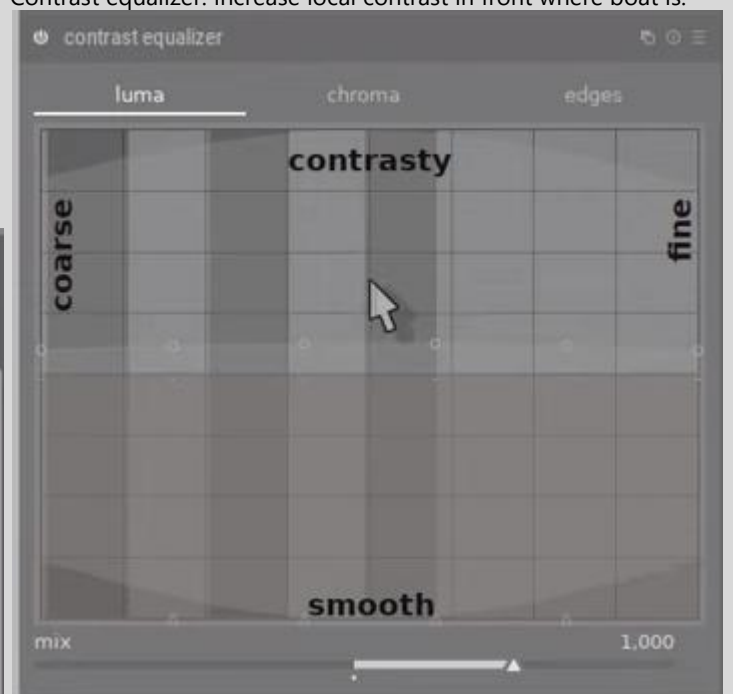 Contrast equalizer. Increase local contrast in front where boat is.
contrast equalizer
luma chroma edges
contrasty
coarse
fine
smooth
mix 1,000